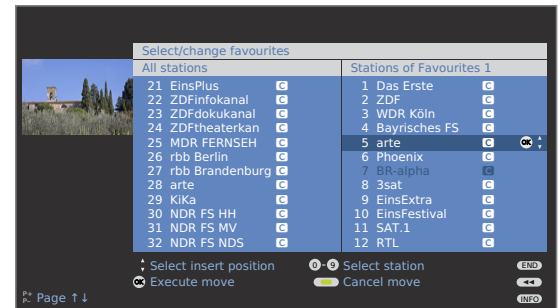 Select/change favourites
All stations
21 EinsPlus C
22 ZDFinfokanal C
23 ZDFdokukanal C
24 ZDFtheaterkan C
25 MDR FERNSEH C
26 rbb Berlin C
27 rbb Brandenburg C
28 arte C
29 KiKa C
30 NDR FS HH C
31 NDR FS MV C
32 NDR FS NDS C
Stations of Favourites 1
1 Das Erste C
2 ZDF C
3 WDR Köln C
4 Bayrisches FS C
5 arte C OK
6 Phoenix C
7 BR-alpha C
8 3sat C
9 EinsExtra C
10 EinsFestival C
11 SAT.1 C
12 RTL C
Select insert position
0-9 Select station
END
OK Execute move
Cancel move
P+
P- Page ↑↓
INFO